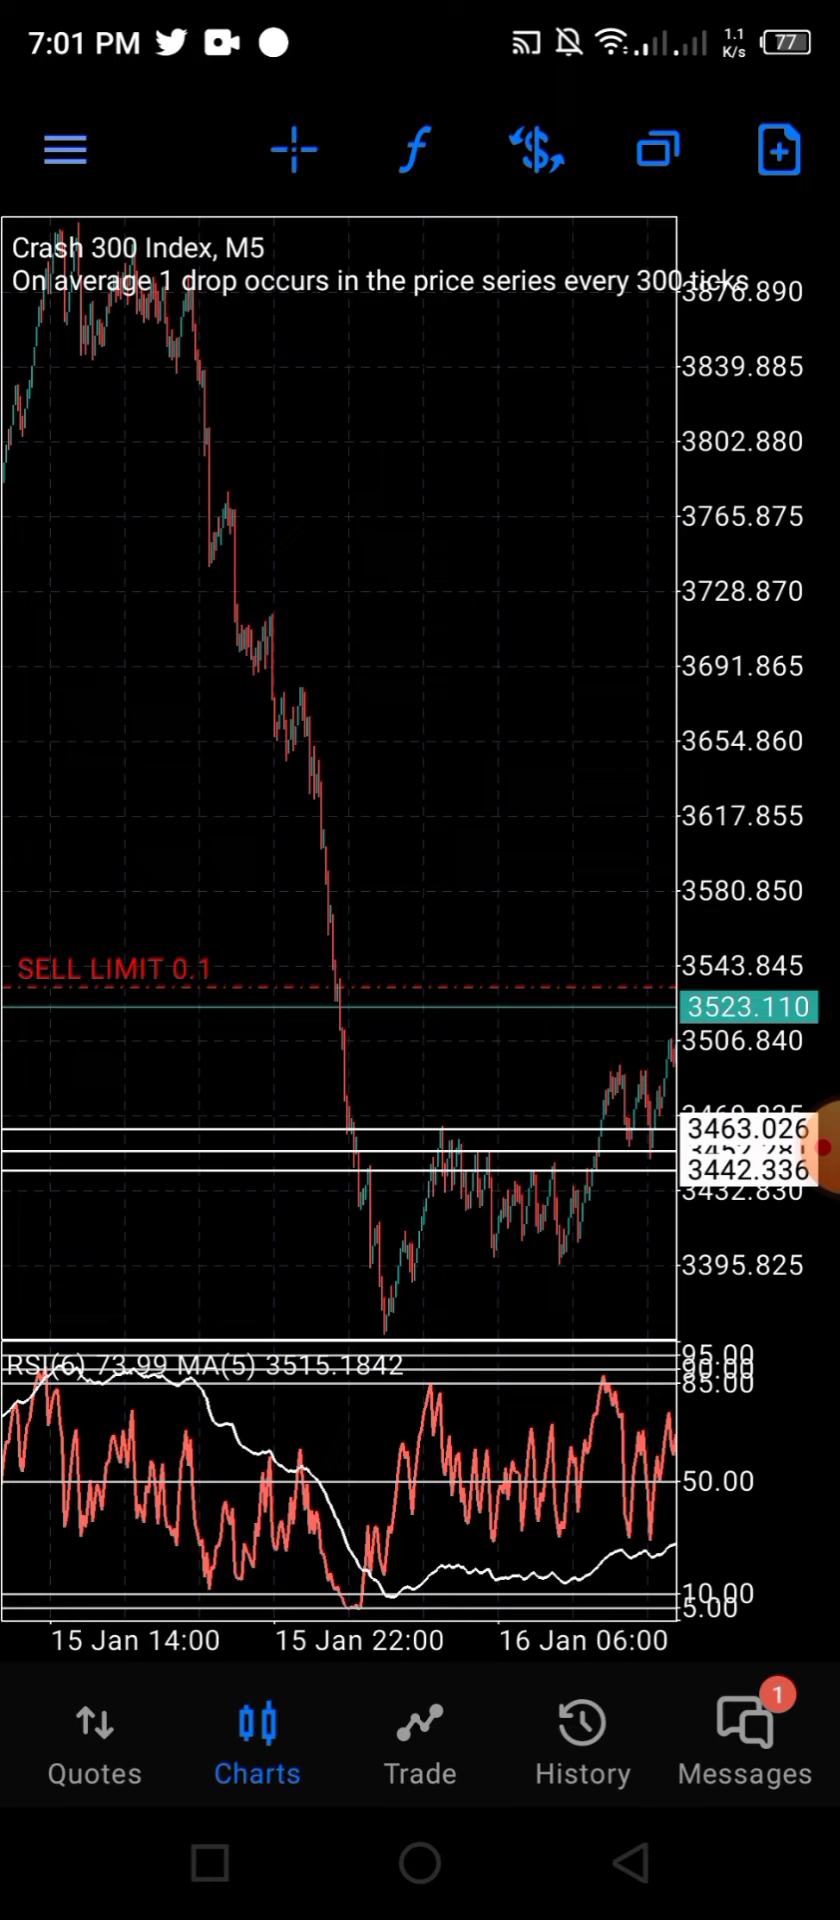 7:01 PM
1.1
K/s
77
Crash 300 Index, M5
On average 1 drop occurs in the price series every 300 ticks
3876.890
3839.885
3802.880
3765.875
3728.870
3691.865
3654.860
3617.855
3580.850
SELL LIMIT 0.1
3543.845
3523.110
3506.840
3463.026
3442.336
3432.830
3395.825
RSI(6) 73.99 MA(5) 3515.1842
95.00
90.00
85.00
50.00
10.00
5.00
15 Jan 14:00
15 Jan 22:00
16 Jan 06:00
1
Quotes
Charts
Trade
History
Messages